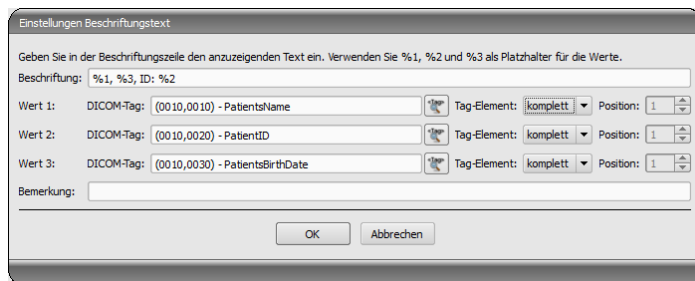 Einstellungen Beschriftungstext
Geben Sie in der Beschriftungszeile den anzuzeigenden Text ein. Verwenden Sie %1, %2 und %3 als Platzhalter für die Werte.
Beschriftung: %1, %3, ID: %2
Wert 1: DICOM-Tag: (0010,0010) - PatientsName <Tag> Tag-Element: komplett Position: 1
Wert 2: DICOM-Tag: (0010,0020) - PatientID <Tag> Tag-Element: komplett Position: 1
Wert 3: DICOM-Tag: (0010,0030) - PatientsBirthDate <Tag> Tag-Element: komplett Position: 1
Bemerkung:
OK Abbrechen